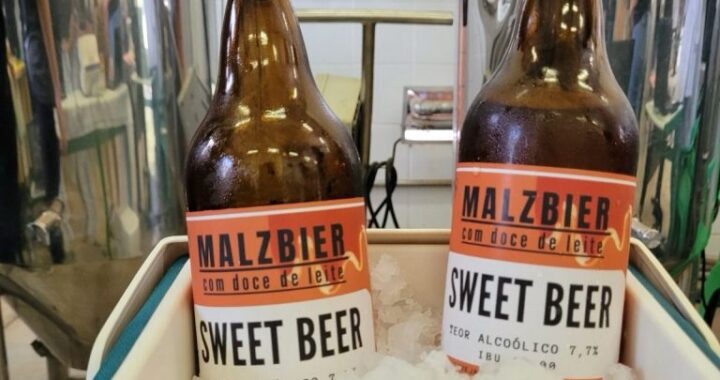 MALZBIER
com doce de leite
SWEET BEER
MALZBIER
com doce de leite
SWEET BEER
TEOR ALCOÓLICO 7,7%
IBU